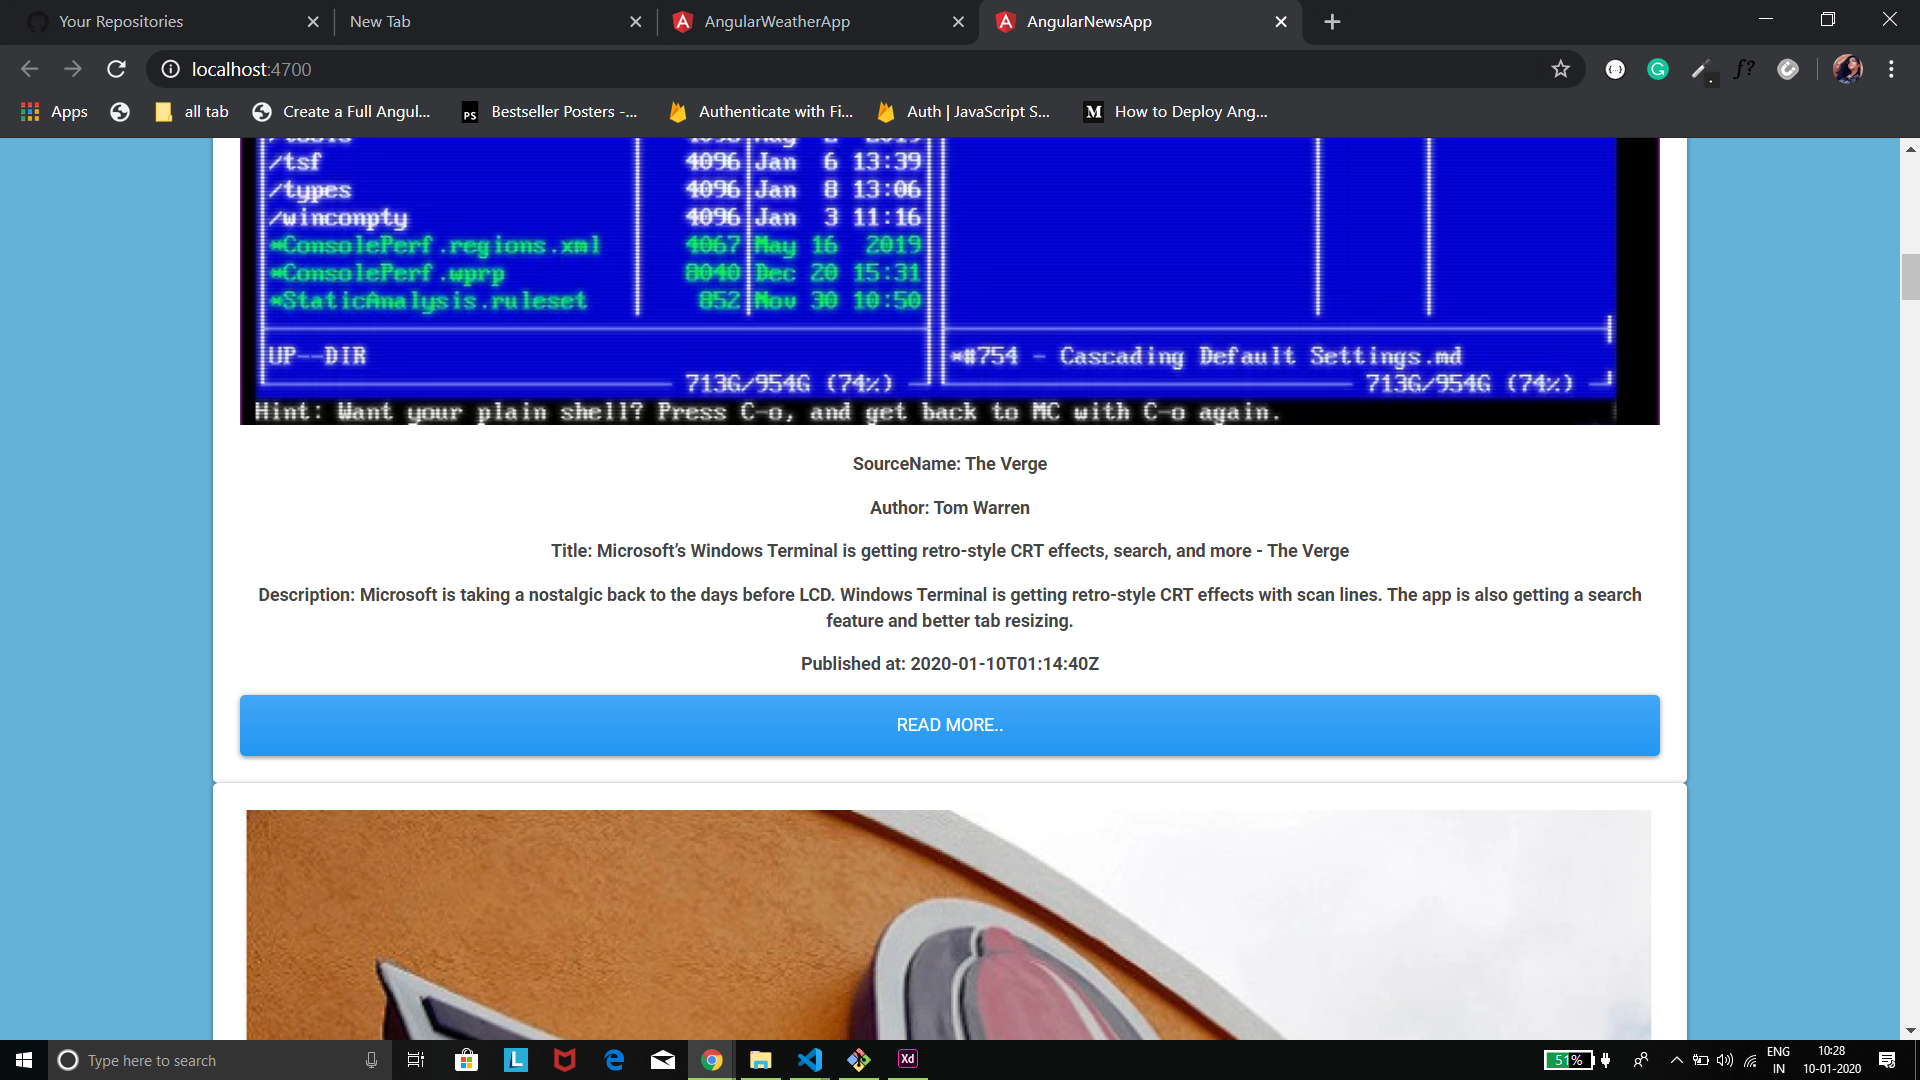 Your Repositories
New Tab
AngularWeatherApp
AngularNewsApp
localhost:4700
Apps
all tab
Create a Full Angul...
PS
Bestseller Posters -...
Authenticate with Fi...
Auth | JavaScript S...
M
How to Deploy Ang...
/tsf 4096 Jan 6 13:39
/types 4096 Jan 8 13:06
/winconpty 4096 Jan 3 11:16
*ConsolePerf.regions.xml 4067 May 16 2019
*ConsolePerf.wprp 8040 Dec 20 15:31
*StaticAnalysis.ruleset 852 Nov 30 10:50
UP--DIR
*#754 - Cascading Default Settings.md
713G/954G (74%)
713G/954G (74%)
Hint: Want your plain shell? Press C-o, and get back to MC with C-o again.
SourceName: The Verge
Author: Tom Warren
Title: Microsoft’s Windows Terminal is getting retro-style CRT effects, search, and more - The Verge
Description: Microsoft is taking a nostalgic back to the days before LCD. Windows Terminal is getting retro-style CRT effects with scan lines. The app is also getting a search
feature and better tab resizing.
Published at: 2020-01-10T01:14:40Z
READ MORE..
Type here to search
L
Xd
51%
ENG
IN
10:28
10-01-2020